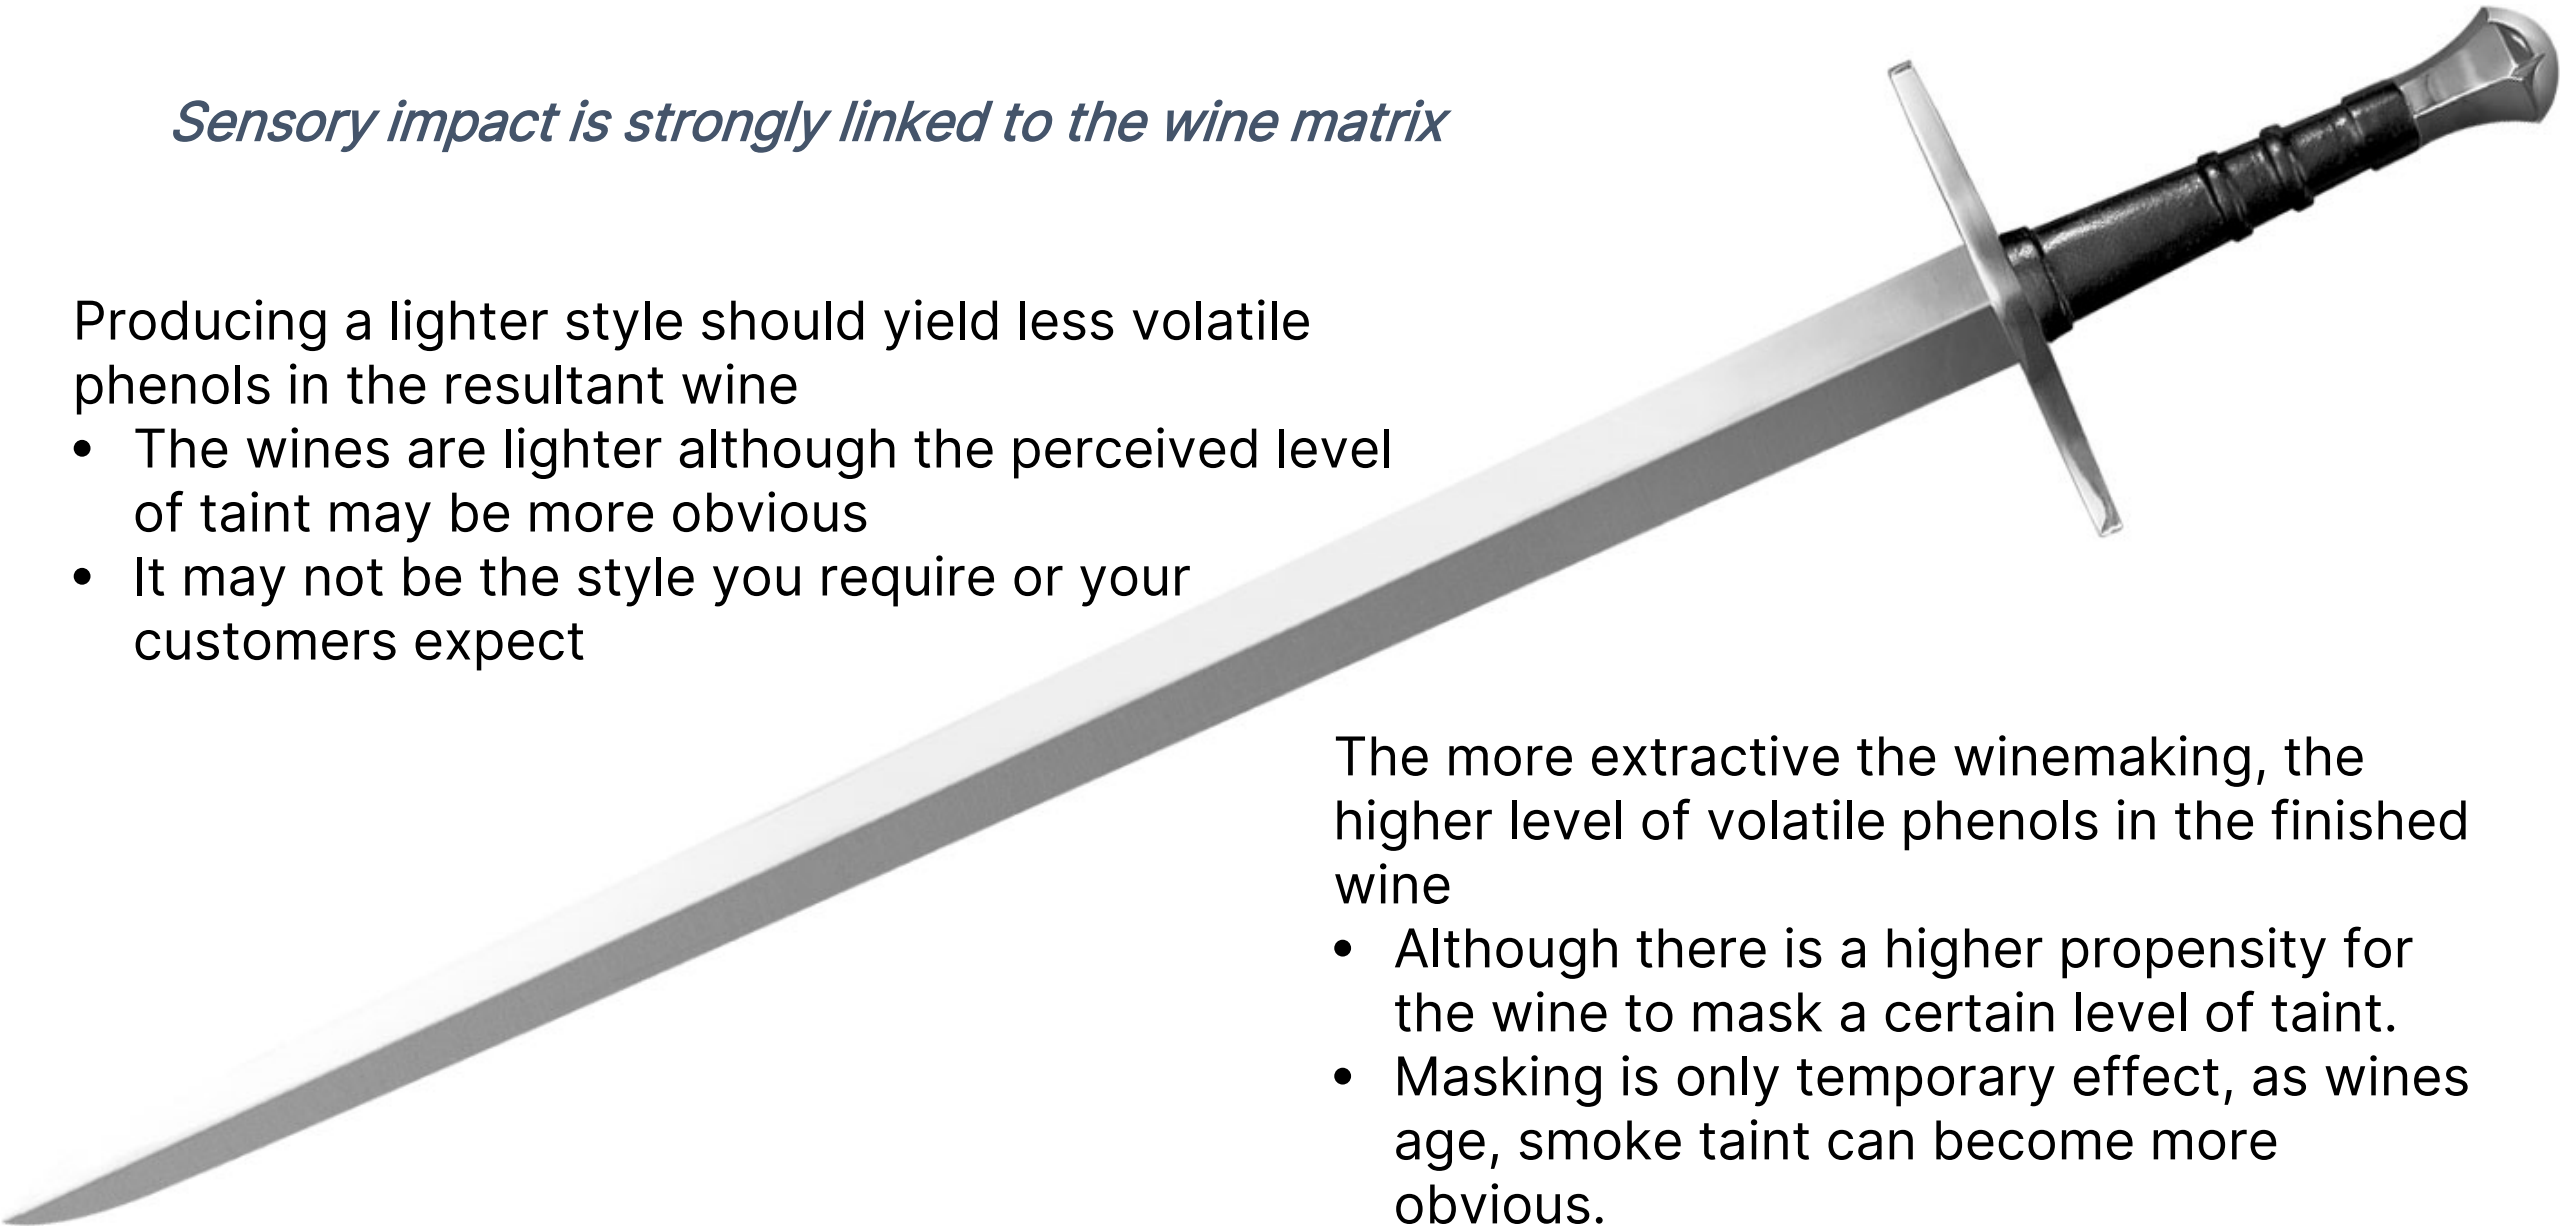 Sensory impact is strongly linked to the wine matrix
Producing a lighter style should yield less volatile
phenols in the resultant wine
• The wines are lighter although the perceived level
of taint may be more obvious
• It may not be the style you require or your
customers expect
The more extractive the winemaking, the
higher level of volatile phenols in the finished
wine
• Although there is a higher propensity for
the wine to mask a certain level of taint.
• Masking is only temporary effect, as wines
age, smoke taint can become more
obvious.